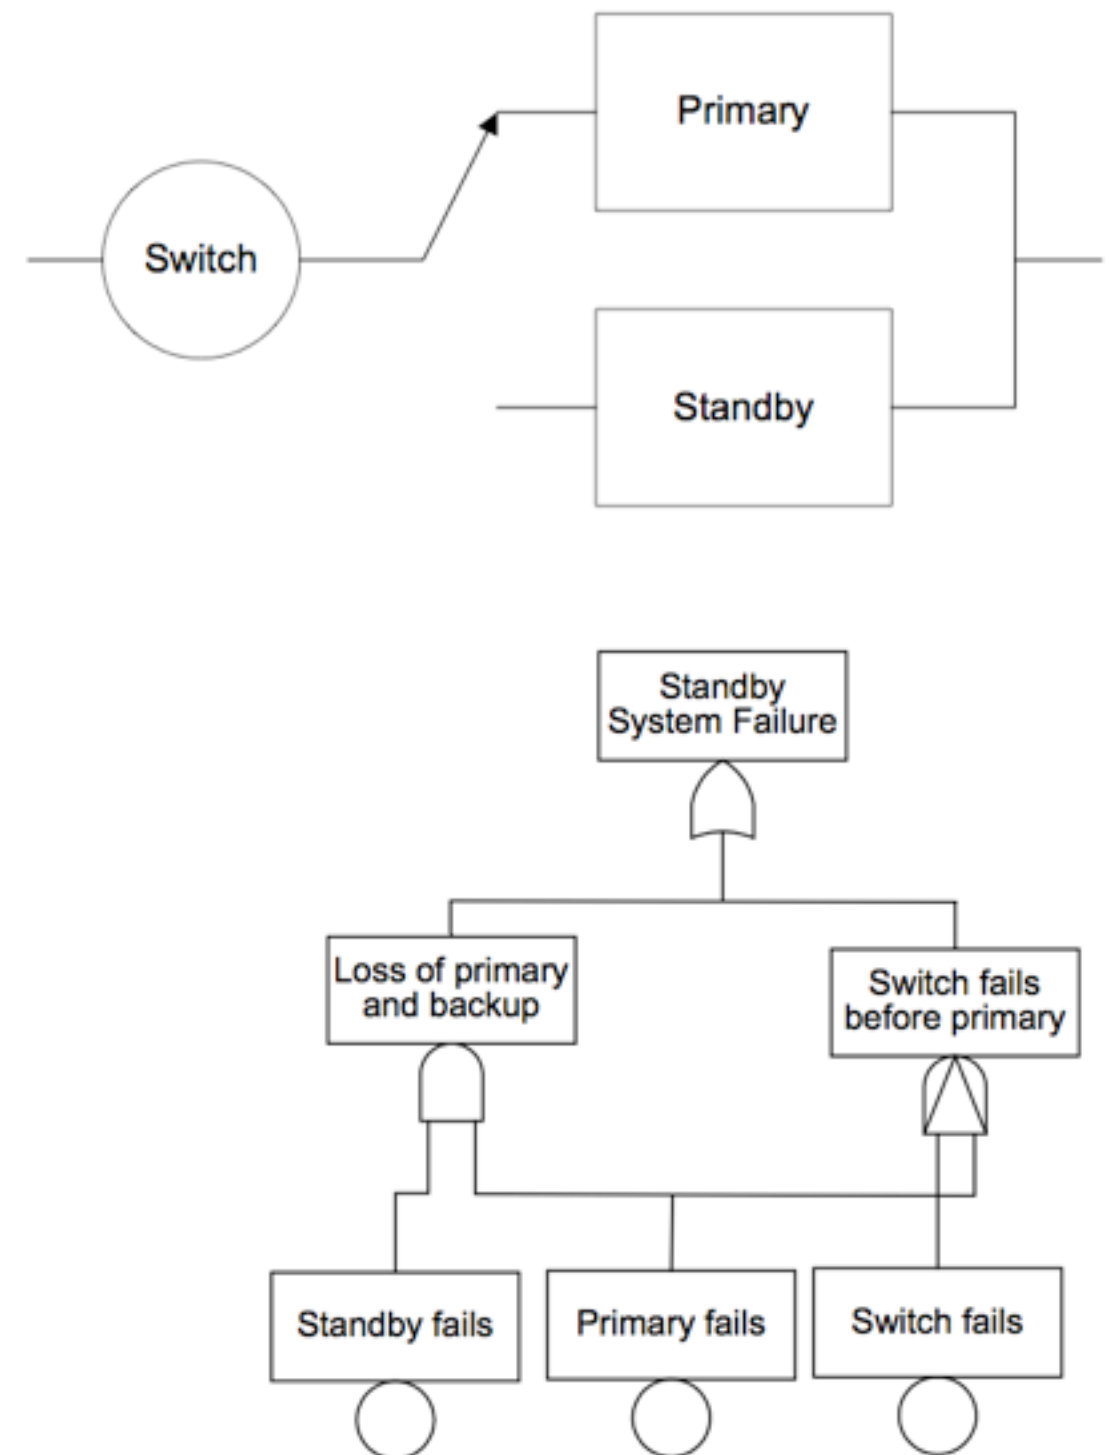 Primary
Switch
Standby
Standby
System Failure
Loss of primary
and backup
Switch fails
before primary
Standby fails
Primary fails
Switch fails